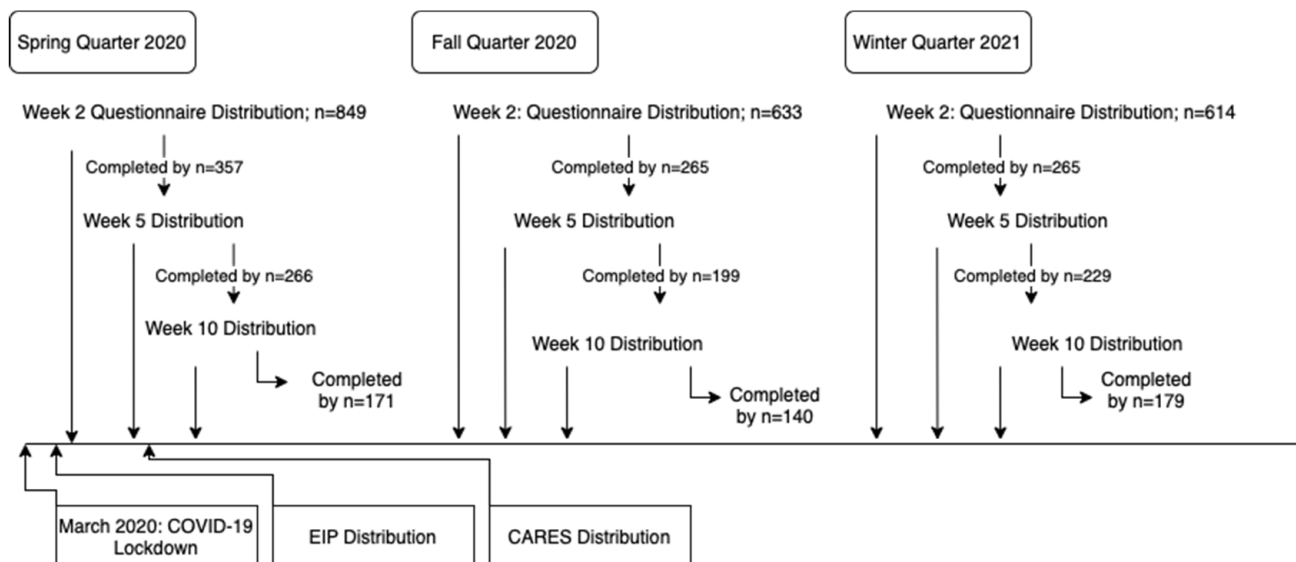 Spring Quarter 2020
Fall Quarter 2020
Winter Quarter 2021
Week 2 Questionnaire Distribution; n=849
Week 2: Questionnaire Distribution; n=633
Week 2: Questionnaire Distribution; n=614
Completed by n=357
Completed by n=265
Completed by n=265
Week 5 Distribution
Week 5 Distribution
Week 5 Distribution
Completed by n=266
Completed by n=199
Completed by n=229
Week 10 Distribution
Week 10 Distribution
Week 10 Distribution
Completed
by n=171
Completed
by n=140
Completed
by n=179
March 2020: COVID-19
Lockdown
EIP Distribution
CARES Distribution